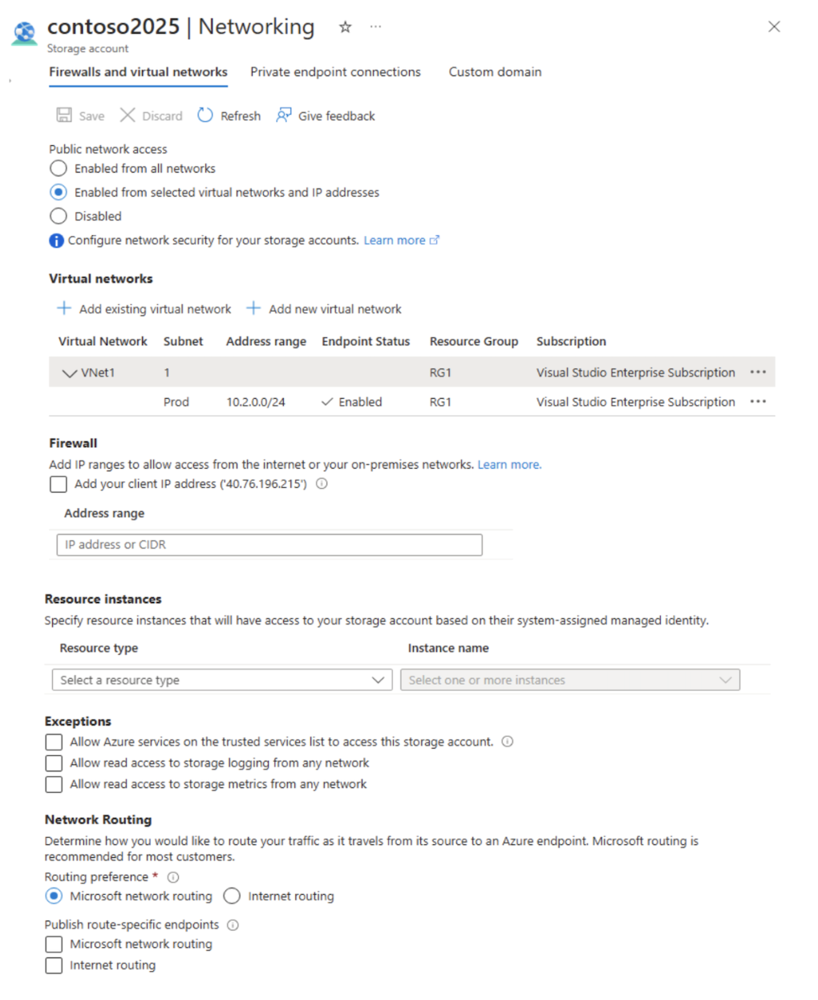 contoso2025 | Networking
Storage account
Firewalls and virtual networks Private endpoint connections Custom domain
Save Discard Refresh Give feedback
Public network access
Enabled from all networks
Enabled from selected virtual networks and IP addresses
Disabled
Configure network security for your storage accounts. Learn more
Virtual networks
+ Add existing virtual network + Add new virtual network
Virtual Network Subnet Address range Endpoint Status Resource Group Subscription
VNet1 1 RG1 Visual Studio Enterprise Subscription ...
Prod 10.2.0.0/24 ✓ Enabled RG1 Visual Studio Enterprise Subscription ...
Firewall
Add IP ranges to allow access from the internet or your on-premises networks. Learn more.
Add your client IP address ('40.76.196.215')
Address range
IP address or CIDR
Resource instances
Specify resource instances that will have access to your storage account based on their system-assigned managed identity.
Resource type Instance name
Select a resource type Select one or more instances
Exceptions
Allow Azure services on the trusted services list to access this storage account.
Allow read access to storage logging from any network
Allow read access to storage metrics from any network
Network Routing
Determine how you would like to route your traffic as it travels from its source to an Azure endpoint. Microsoft routing is
recommended for most customers.
Routing preference *
Microsoft network routing Internet routing
Publish route-specific endpoints
Microsoft network routing
Internet routing